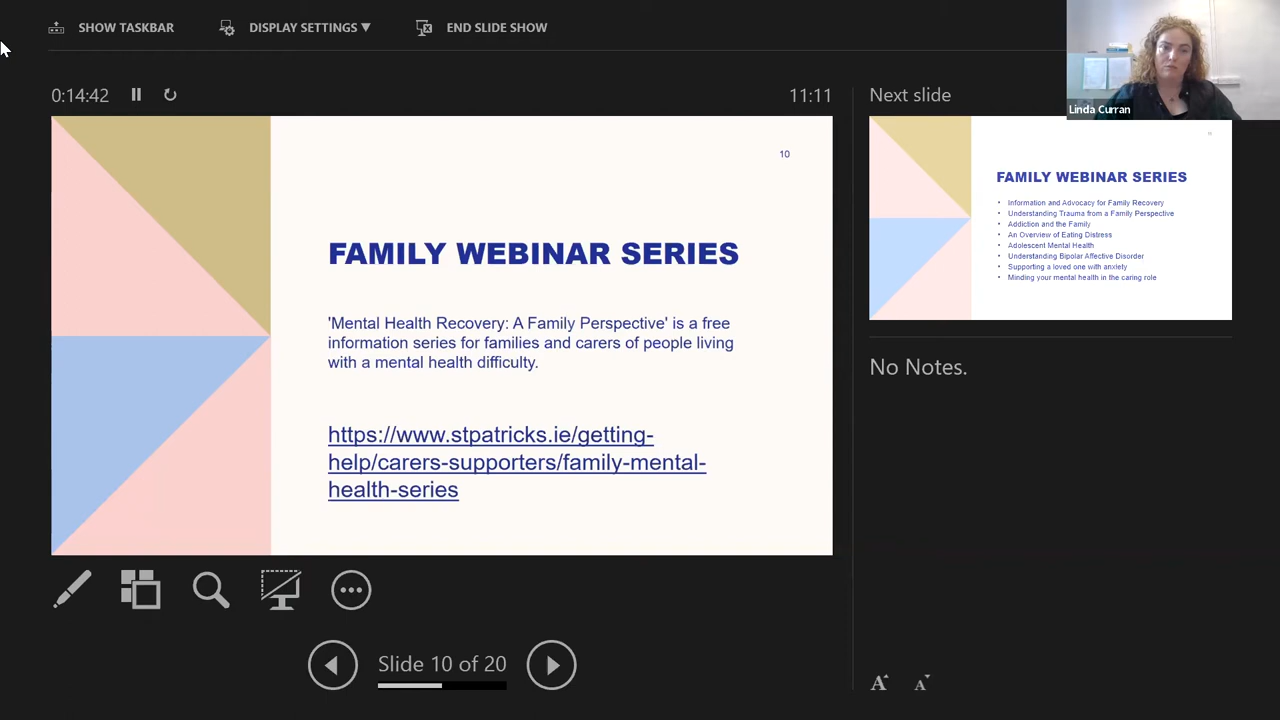 SHOW TASKBAR
DISPLAY SETTINGS ▼
END SLIDE SHOW
0:14:42
11:11
Next slide
Linda Curran
10
FAMILY WEBINAR SERIES
'Mental Health Recovery: A Family Perspective' is a free
information series for families and carers of people living
with a mental health difficulty.
https://www.stpatricks.ie/getting-
help/carers-supporters/family-mental-
health-series
FAMILY WEBINAR SERIES
• Information and Advocacy for Family Recovery
• Understanding Trauma from a Family Perspective
• Addiction and the Family
• An Overview of Eating Distress
• Adolescent Mental Health
• Understanding Bipolar Affective Disorder
• Supporting a loved one with anxiety
• Minding your mental health in the caring role
No Notes.
Slide 10 of 20
A
A